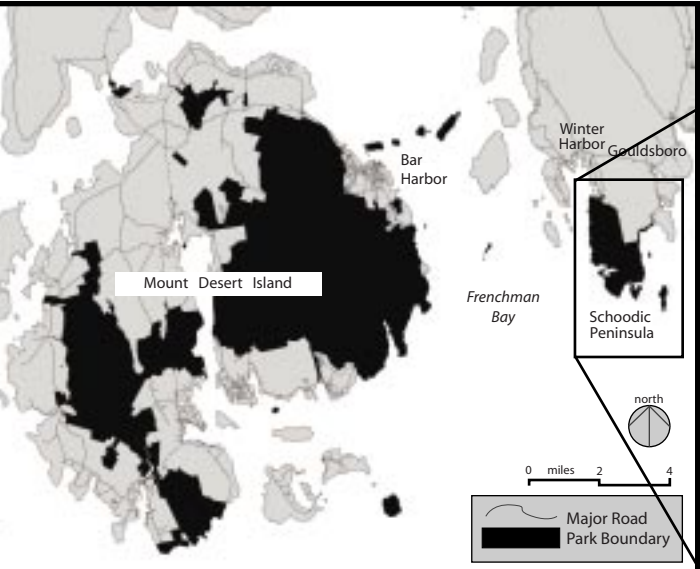 Winter
Harbor
Gouldsboro
Bar
Harbor
Mount Desert Island
Frenchman
Bay
Schoodic
Peninsula
north
0 miles 2 4
Major Road
Park Boundary